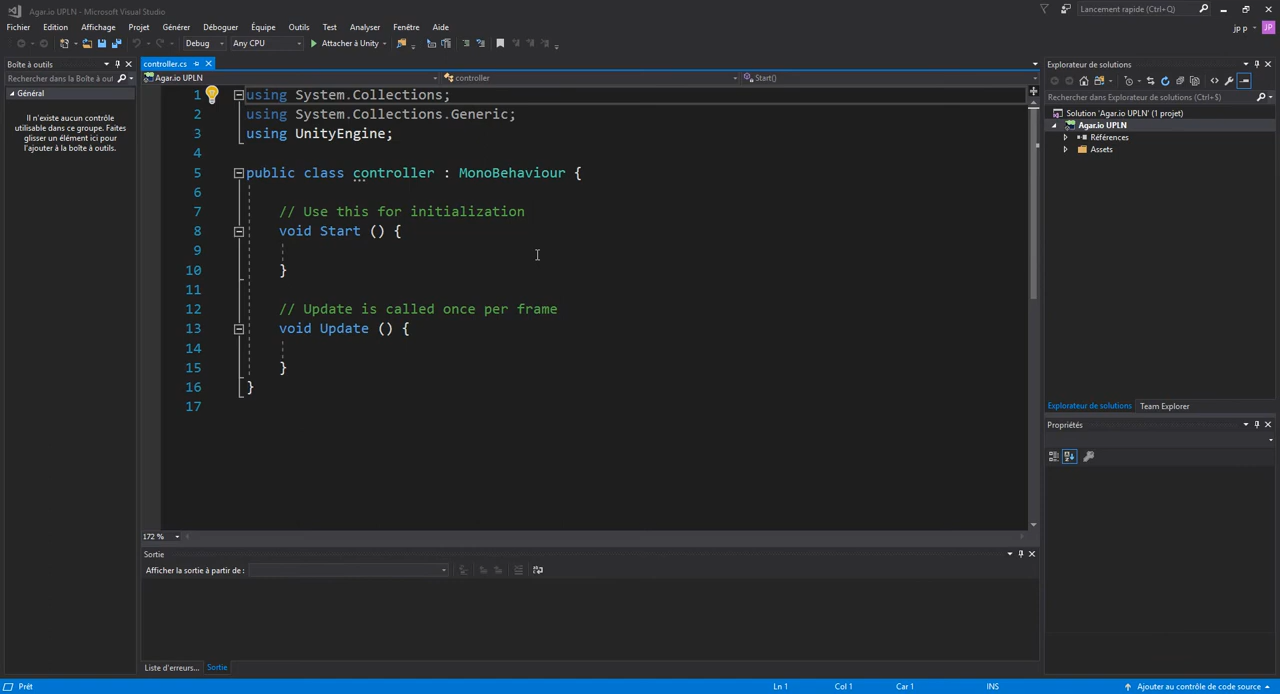 Agar.io UPLN - Microsoft Visual Studio
Lancement rapide (Ctrl+Q)
Fichier Edition Affichage Projet Générer Déboguer Équipe Outils Test Analyser Fenêtre Aide
jp p JP
Debug Any CPU Attacher à Unity
Boîte à outils
Rechercher dans la Boîte à out
Général
Il n'existe aucun contrôle
utilisable dans ce groupe. Faites
glisser un élément ici pour
l'ajouter à la boîte à outils.
controller.cs
Agar.io UPLN controller Start()
1 using System.Collections;
2 using System.Collections.Generic;
3 using UnityEngine;
4
5 public class controller : MonoBehaviour {
6
7 // Use this for initialization
8 void Start () {
9
10 }
11
12 // Update is called once per frame
13 void Update () {
14
15 }
16 }
17
172 %
Sortie
Afficher la sortie à partir de :
Liste d'erreurs... Sortie
Explorateur de solutions
Rechercher dans Explorateur de solutions (Ctrl+$)
Solution 'Agar.io UPLN' (1 projet)
Agar.io UPLN
Références
Assets
Explorateur de solutions Team Explorer
Propriétés
Prêt Ln 1 Col 1 Car 1 INS Ajouter au contrôle de code source